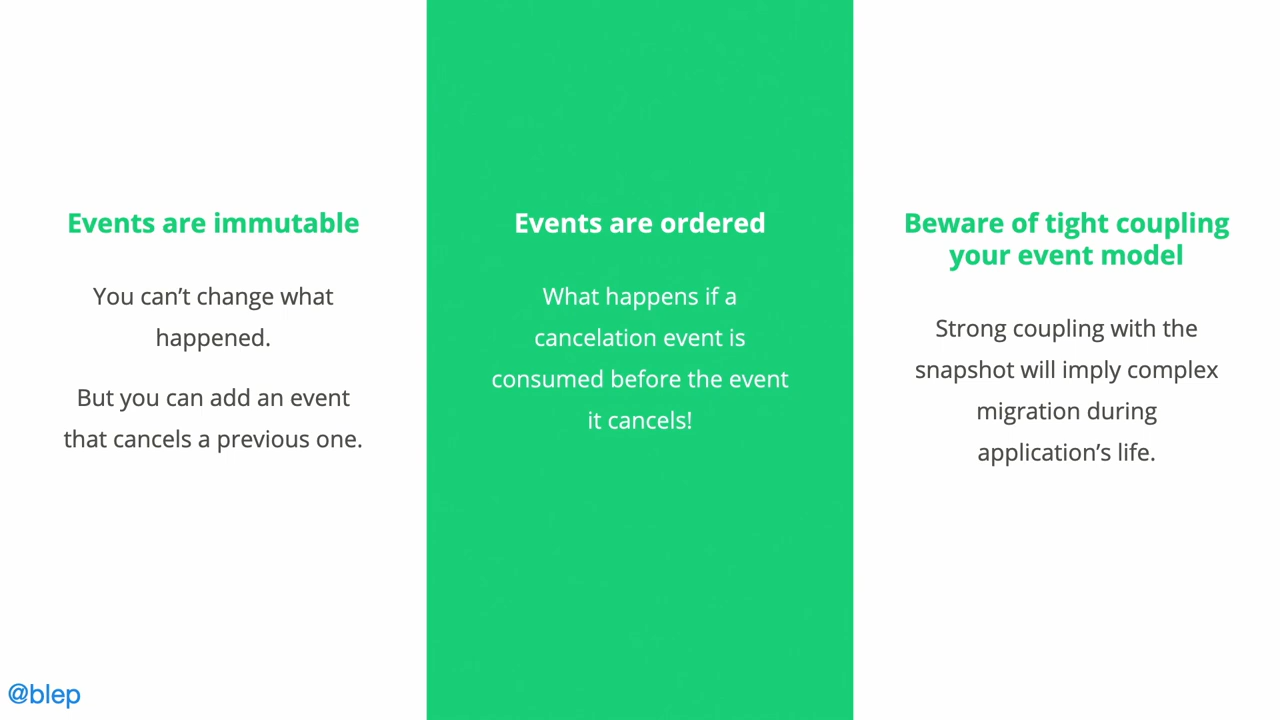 Events are immutable
You can’t change what
happened.
But you can add an event
that cancels a previous one.
Events are ordered
What happens if a
cancelation event is
consumed before the event
it cancels!
Beware of tight coupling
your event model
Strong coupling with the
snapshot will imply complex
migration during
application’s life.
@blep